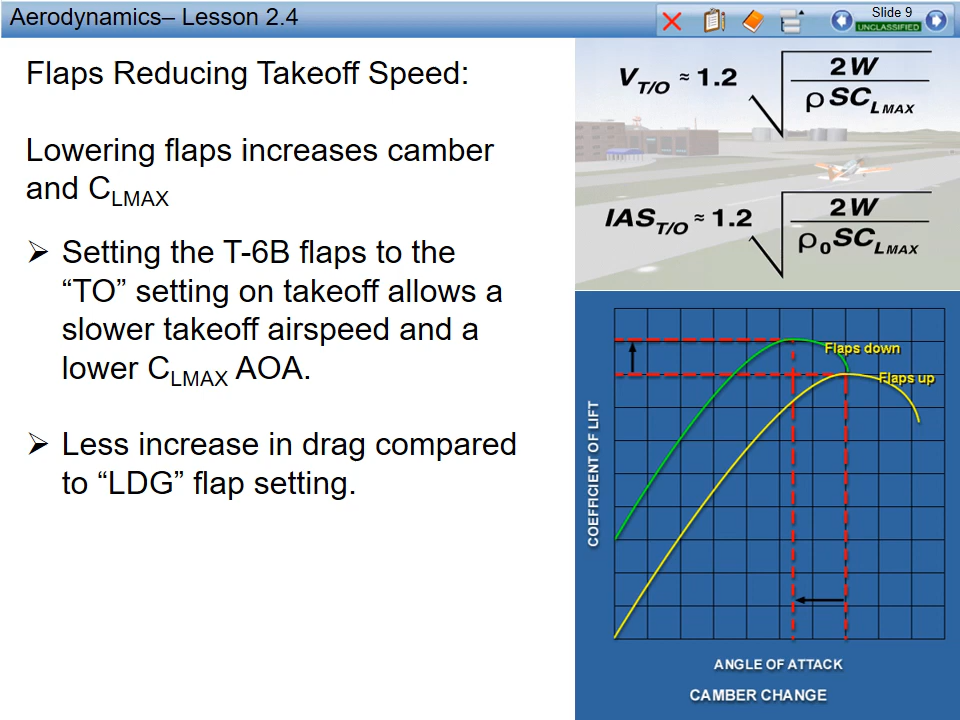 Aerodynamics– Lesson 2.4
Slide 9
UNCLASSIFIED
Flaps Reducing Takeoff Speed:
Lowering flaps increases camber
and CLMAX
➢ Setting the T-6B flaps to the
“TO” setting on takeoff allows a
slower takeoff airspeed and a
lower CLMAX AOA.
➢ Less increase in drag compared
to “LDG” flap setting.
VT/O ≈ 1.2 √(2W / ρSCLMAX)
IAST/O ≈ 1.2 √(2W / ρ0SCLMAX)
Flaps down
Flaps up
COEFFICIENT OF LIFT
ANGLE OF ATTACK
CAMBER CHANGE